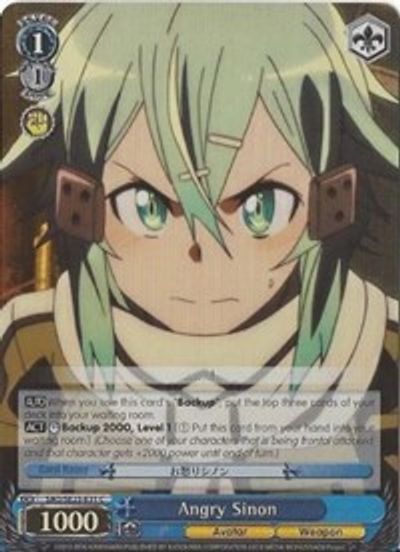 1
1
AUTO When you use this card's "Backup", put the top three cards of your
deck into your waiting room.
ACT Backup 2000, Level 1 [① Put this card from your hand into your
waiting room.] (Choose one of your characters that is being frontal attacked
and that character gets +2000 power until end of turn.)
お怒りシノン
1000
Angry Sinon
Avatar
Weapon